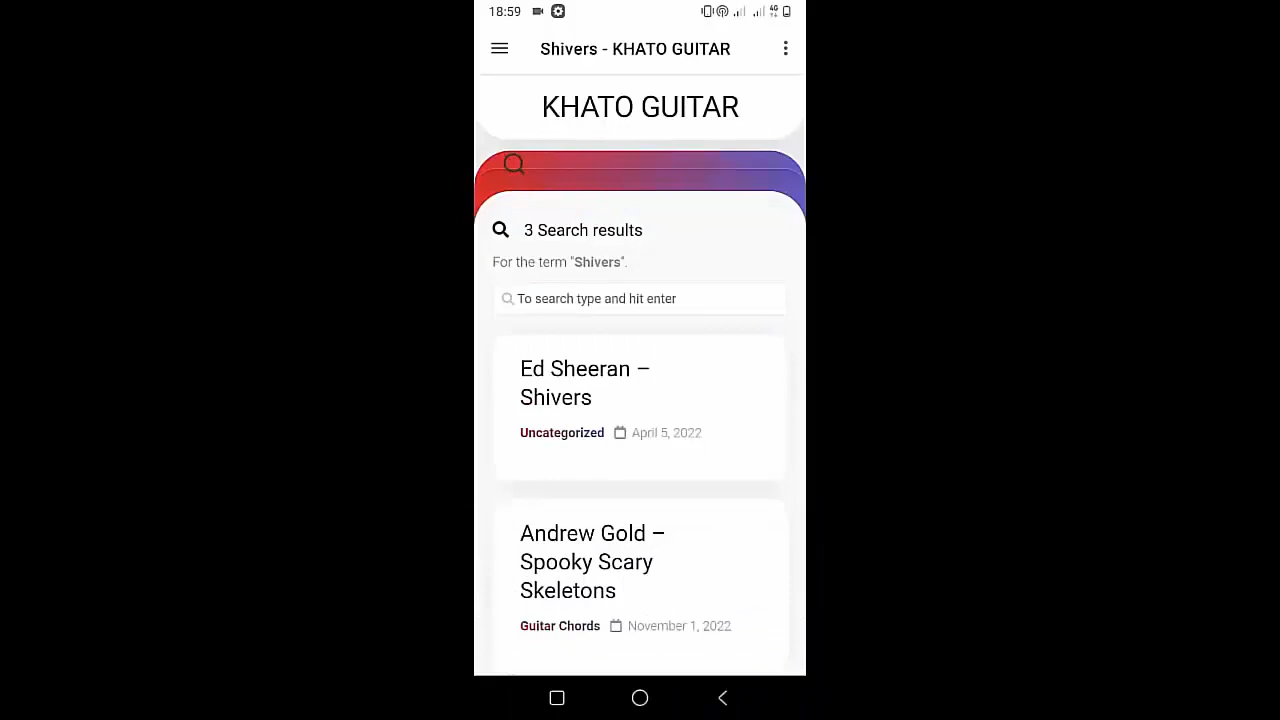 18:59 4G
Shivers - KHATO GUITAR
KHATO GUITAR
3 Search results
For the term "Shivers".
To search type and hit enter
Ed Sheeran –
Shivers
Uncategorized April 5, 2022
Andrew Gold –
Spooky Scary
Skeletons
Guitar Chords November 1, 2022